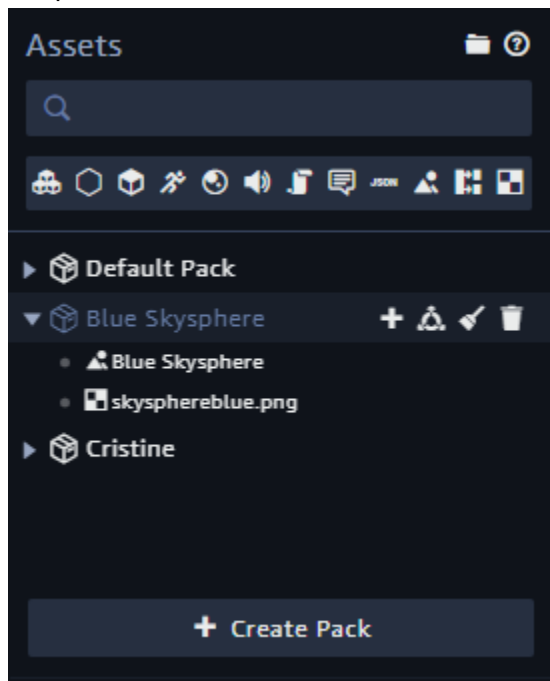 Assets
JSON
Default Pack
Blue Skysphere
Blue Skysphere
skysphereblue.png
Cristine
Create Pack